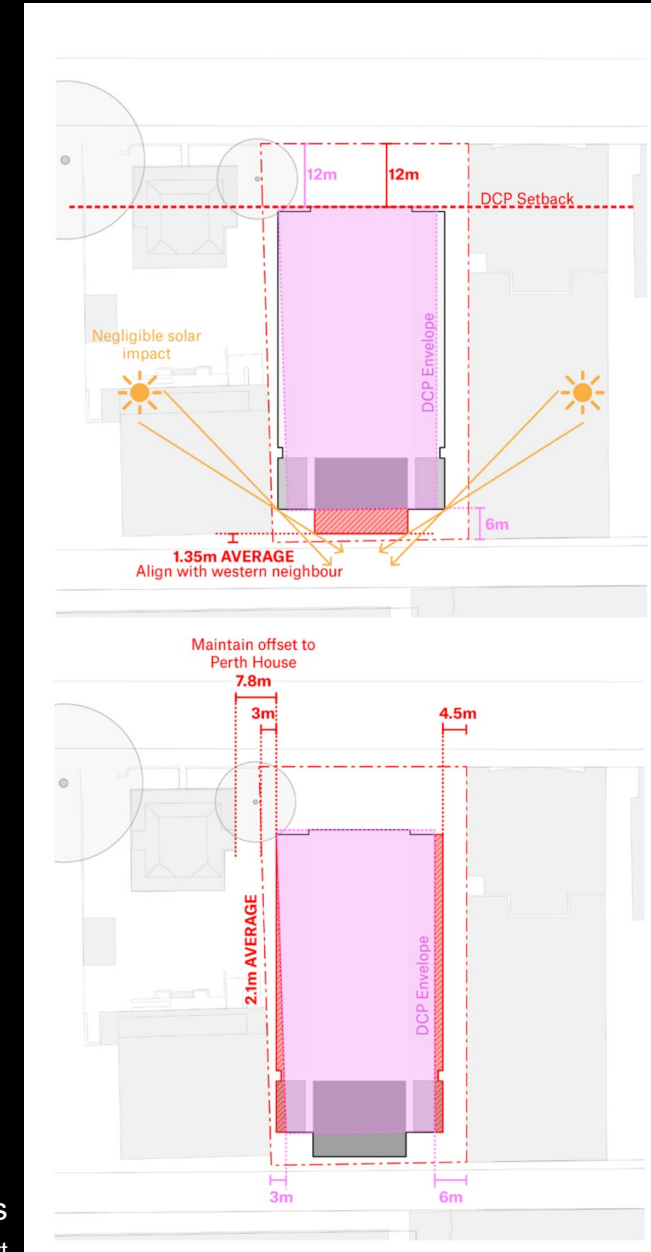 12m
12m
DCP Setback
Negligible solar
impact
DCP Envelope
6m
1.35m AVERAGE
Align with western neighbour
Maintain offset to
Perth House
7.8m
3m
4.5m
2.1m AVERAGE
DCP Envelope
3m
6m
s